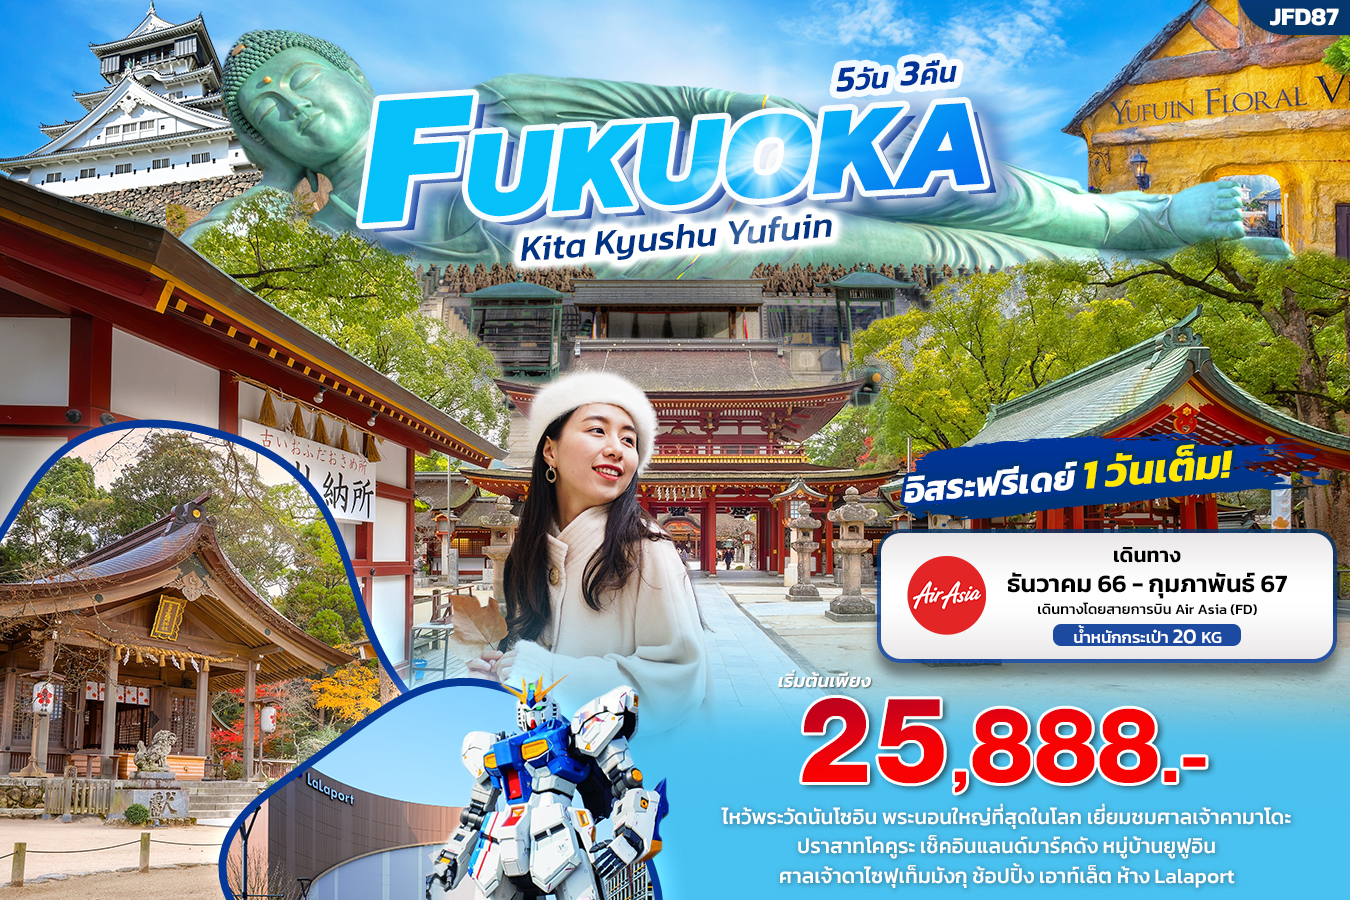 JFD87
5วัน 3คืน
FUKUOKA
Kita Kyushu Yufuin
YUFUIN FLORAL V
古いおふだおさめ所
納所
อิสระฟรีเดย์ 1 วันเต็ม!
เดินทาง
AirAsia
ธันวาคม 66 - กุมภาพันธ์ 67
เดินทางโดยสายการบิน Air Asia (FD)
น้ำหนักกระเป๋า 20 KG
เริ่มต้นเพียง
25,888.-
LaLaport
ไหว้พระวัดนันโซอิน พระนอนใหญ่ที่สุดในโลก เยี่ยมชมศาลเจ้าคามาโดะ
ปราสาทโคคูระ เช็คอินแลนด์มาร์คดัง หมู่บ้านยูฟูอิน
ศาลเจ้าดาไซฟุเท็มมังกุ ช้อปปิ้ง เอาท์เล็ต ห้าง Lalaport